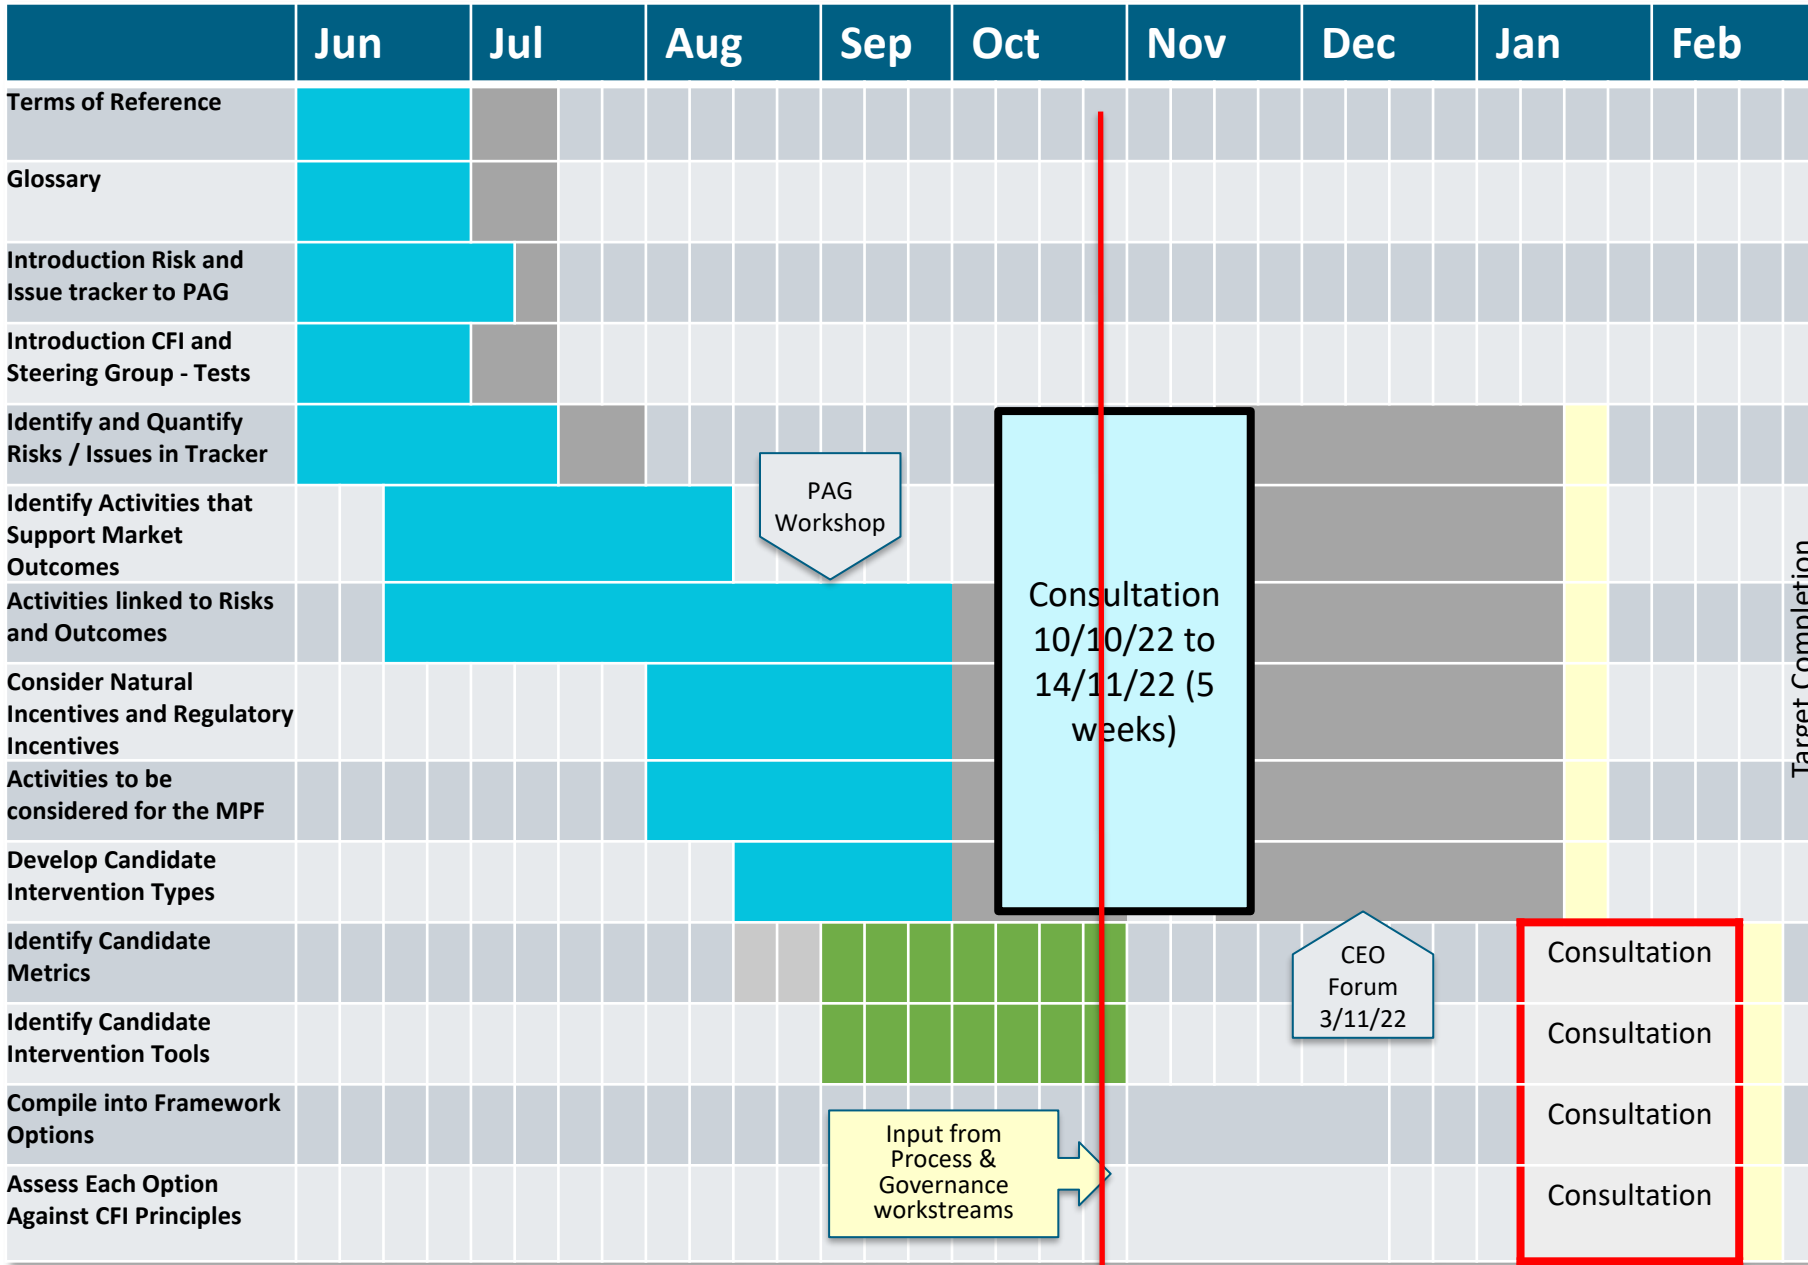 Jun Jul Aug Sep Oct Nov Dec Jan Feb
Terms of Reference
Glossary
Introduction Risk and
Issue tracker to PAG
Introduction CFI and
Steering Group - Tests
Identify and Quantify
Risks / Issues in Tracker
Identify Activities that
Support Market
Outcomes
Activities linked to Risks
and Outcomes
Consider Natural
Incentives and Regulatory
Incentives
Activities to be
considered for the MPF
Develop Candidate
Intervention Types
Identify Candidate
Metrics
Identify Candidate
Intervention Tools
Compile into Framework
Options
Assess Each Option
Against CFI Principles
PAG
Workshop
Consultation
10/10/22 to
14/11/22 (5
weeks)
CEO
Forum
3/11/22
Input from
Process &
Governance
workstreams
Consultation
Consultation
Consultation
Consultation
Target Completion